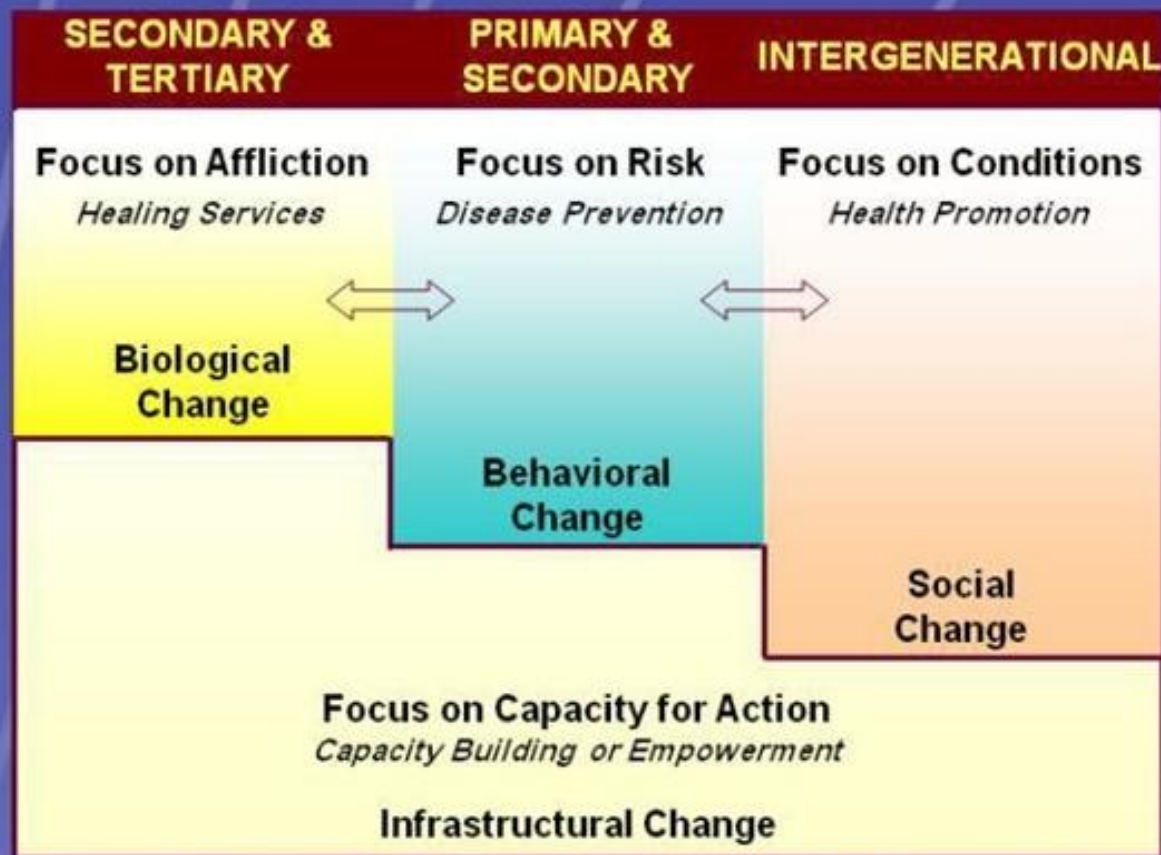 SECONDARY &
TERTIARY
PRIMARY &
SECONDARY
INTERGENERATIONAL
Focus on Affliction
Healing Services
Focus on Risk
Disease Prevention
Focus on Conditions
Health Promotion
Biological
Change
Behavioral
Change
Social
Change
Focus on Capacity for Action
Capacity Building or Empowerment
Infrastructural Change